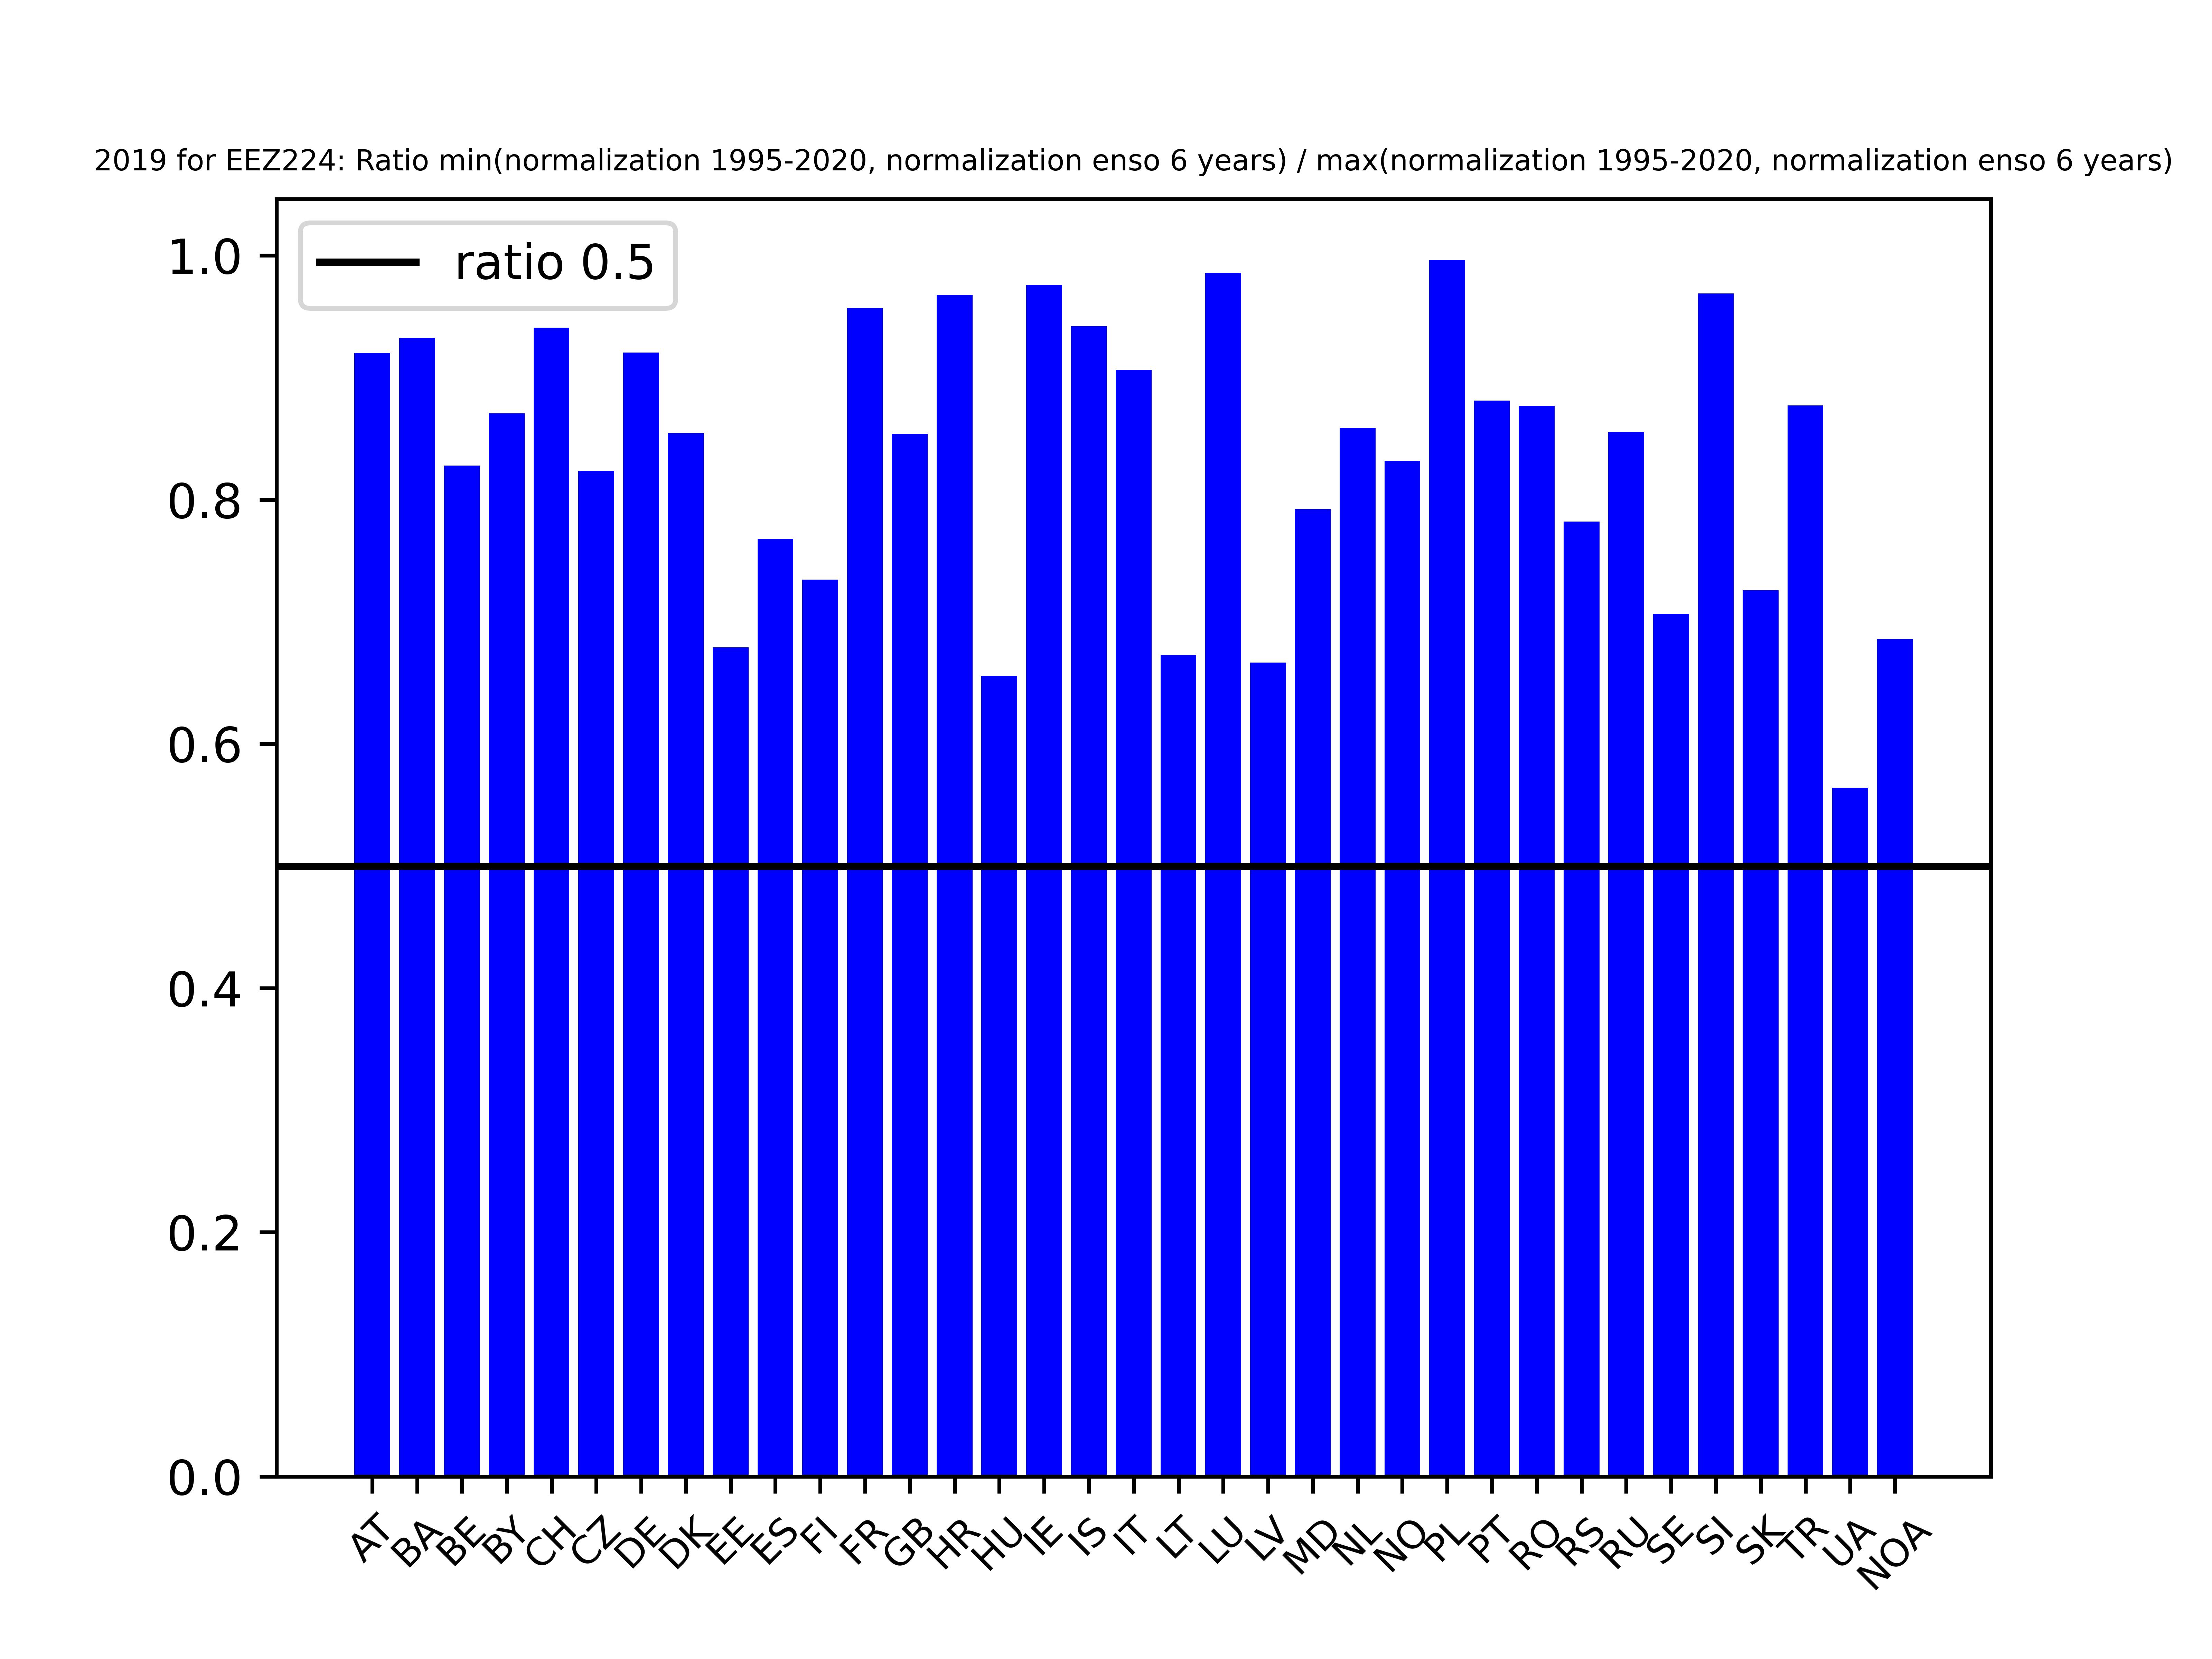 2019 for EEZ224: Ratio min(normalization 1995-2020, normalization enso 6 years) / max(normalization 1995-2020, normalization enso 6 years)
ratio 0.5
1.0
0.8
0.6
0.4
0.2
0.0
AT BA BE BY CH CZ DE DK EE ES FI FR GB HR HU IE IS IT LT LU LV MD NL NO PL PT RO RS RU SE SI SK TR UA NOA